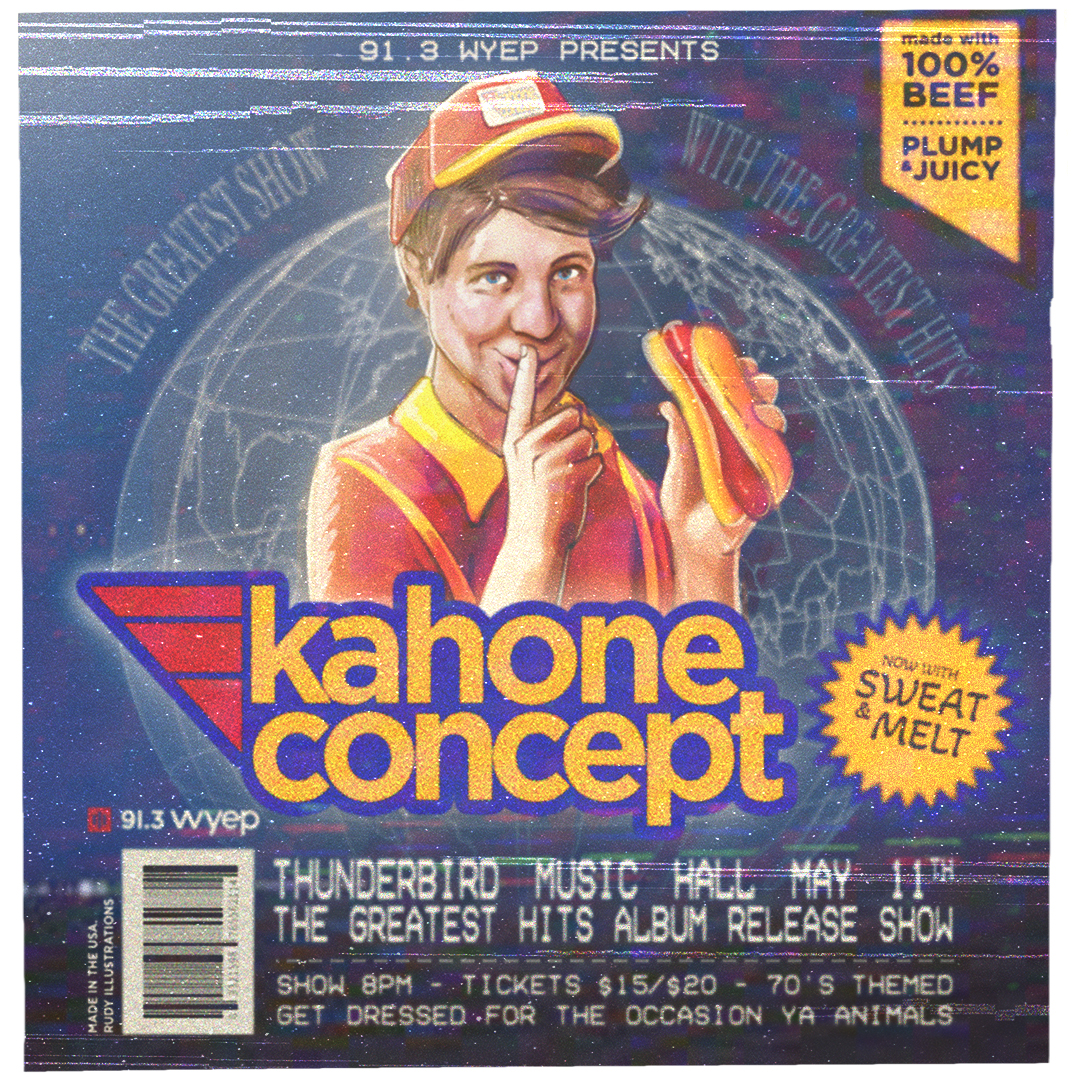 91.3 WYEP PRESENTS
made with
100%
BEEF
PLUMP
& JUICY
THE GREATEST SHOW
WITH THE GREATEST HITS
kahone
concept
NOW WITH
SWEAT
& MELT
91.3 wyep
MADE IN THE USA.
RUDY ILLUSTRATIONS
THUNDERBIRD MUSIC HALL MAY 11TH
THE GREATEST HITS ALBUM RELEASE SHOW
SHOW 8PM - TICKETS $15/$20 - 70'S THEMED
GET DRESSED FOR THE OCCASION YA ANIMALS